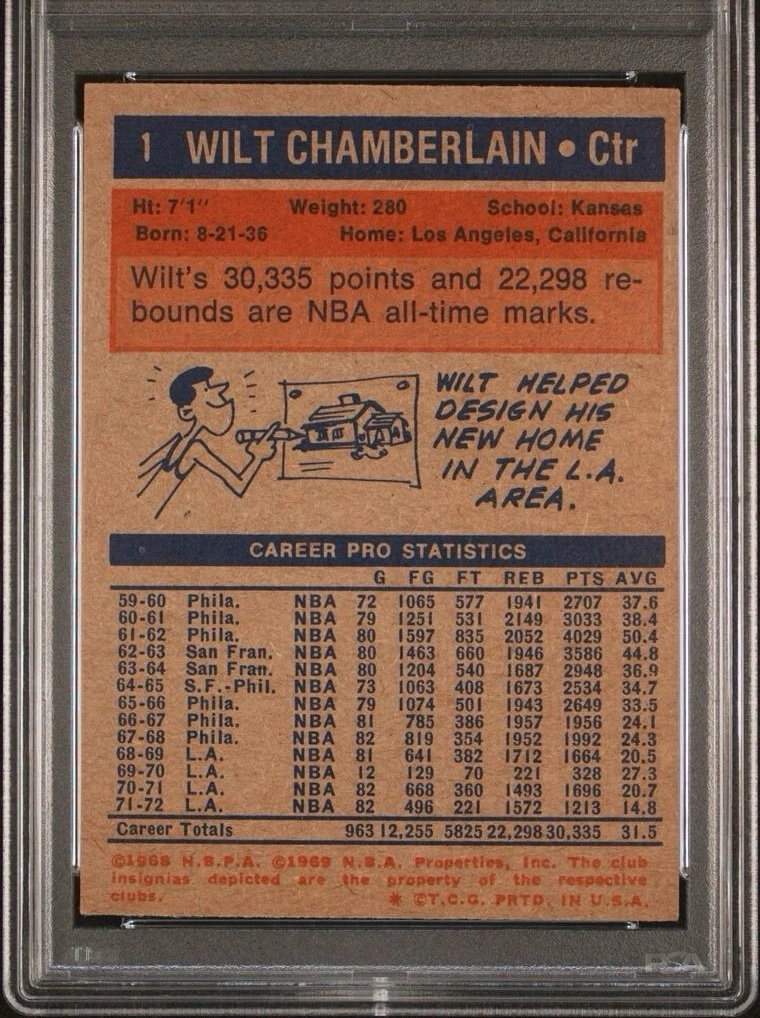 1 WILT CHAMBERLAIN • Ctr
Ht: 7'1" Weight: 280 School: Kansas
Born: 8-21-36 Home: Los Angeles, California
Wilt's 30,335 points and 22,298 re-
bounds are NBA all-time marks.
WILT HELPED
DESIGN HIS
NEW HOME
IN THE L.A.
AREA.
CAREER PRO STATISTICS
G FG FT REB PTS AVG
59-60 Phila. NBA 72 1065 577 1941 2707 37.6
60-61 Phila. NBA 79 1251 531 2149 3033 38.4
61-62 Phila. NBA 80 1597 835 2052 4029 50.4
62-63 San Fran. NBA 80 1463 660 1946 3586 44.8
63-64 San Fran. NBA 80 1204 540 1687 2948 36.9
64-65 S.F.-Phil. NBA 73 1063 408 1673 2534 34.7
65-66 Phila. NBA 79 1074 501 1943 2649 33.5
66-67 Phila. NBA 81 785 386 1957 1956 24.1
67-68 Phila. NBA 82 819 354 1952 1992 24.3
68-69 L.A. NBA 81 641 382 1712 1664 20.5
69-70 L.A. NBA 12 129 70 221 328 27.3
70-71 L.A. NBA 82 668 360 1493 1696 20.7
71-72 L.A. NBA 82 496 221 1572 1213 14.8
Career Totals 963 12,255 5825 22,298 30,335 31.5
©1968 N.B.P.A. ©1969 N.B.A. Properties, Inc. The club
insignias depicted are the property of the respective
clubs. * ©T.C.G. PRTD. IN U.S.A.
PSA